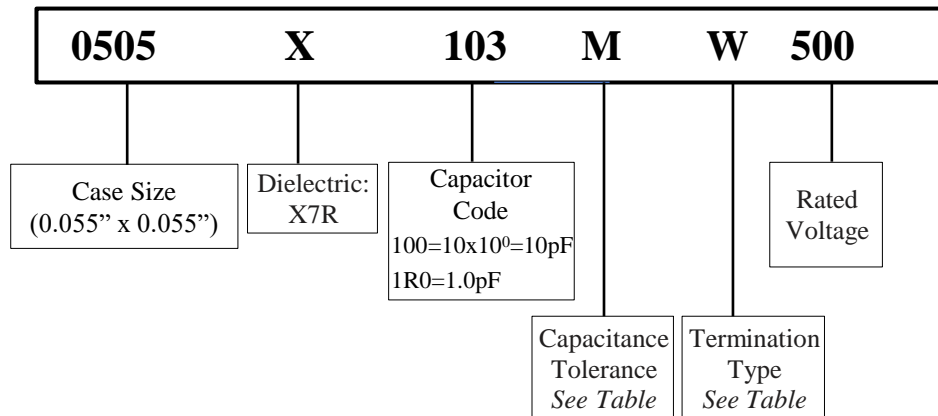 0505 X 103 M W 500
Case Size
(0.055” x 0.055”)
Dielectric:
X7R
Capacitor
Code
100=10x10⁰=10pF
1R0=1.0pF
Rated
Voltage
Capacitance
Tolerance
See Table
Termination
Type
See Table